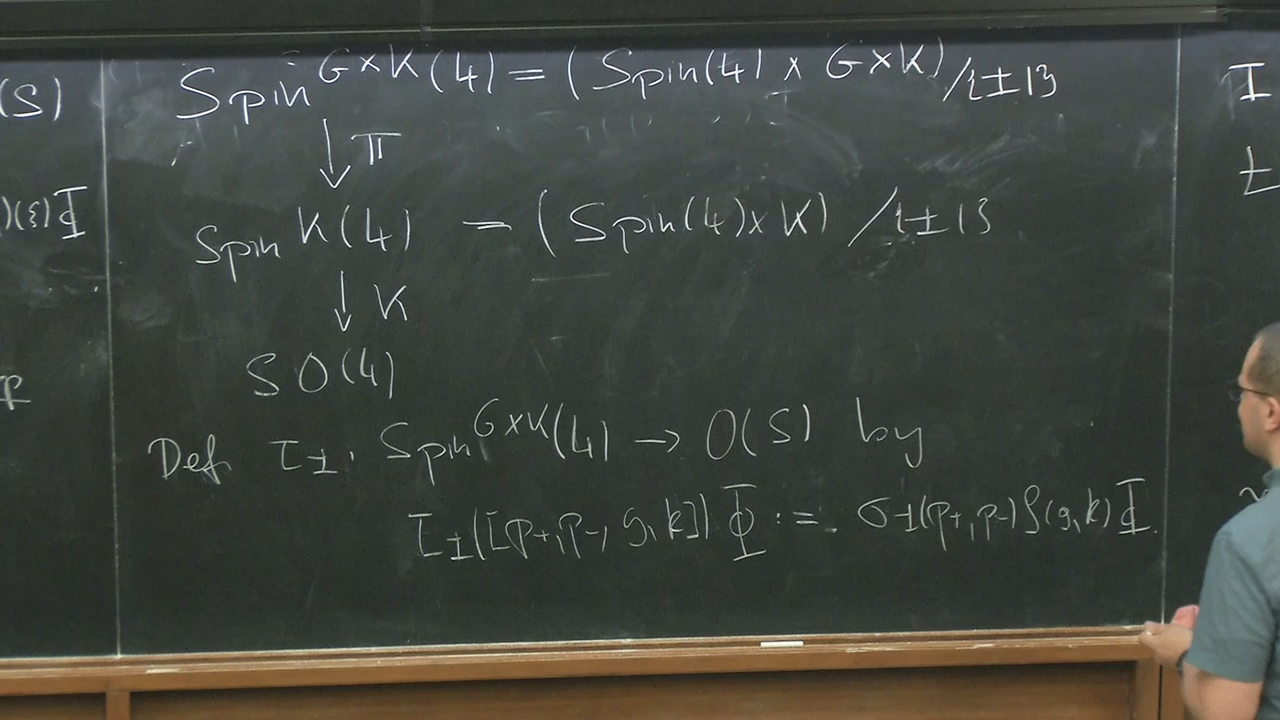 (S)
)(ξ)Φ
Spin^{G×K}(4) = (Spin(4) × G×K)/{±1}
↓ π
Spin^K(4) = (Spin(4)×K) /{±1}
↓ K
SO(4)
Def τ±: Spin^{G×K}(4) → O(S) by
τ±([p+, p-, g, k]) Φ := σ±(p+, p-) ρ(g, k) Φ.
I
t